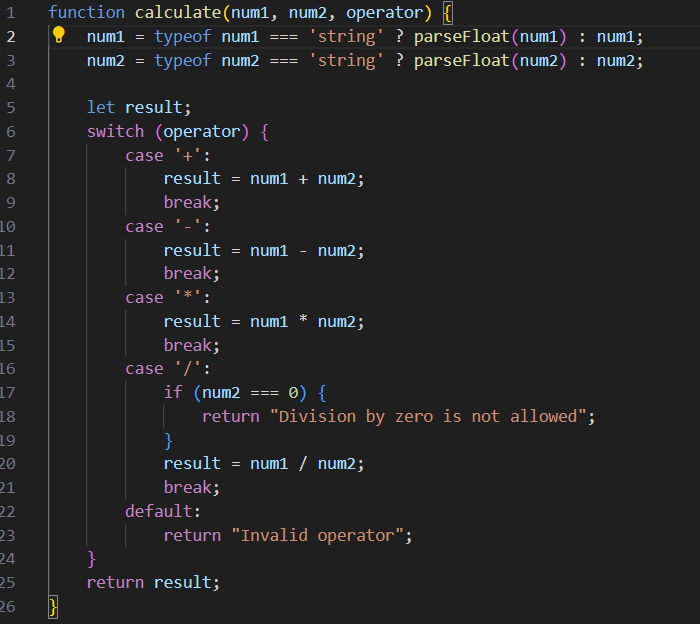 1 function calculate(num1, num2, operator) {
2     num1 = typeof num1 === 'string' ? parseFloat(num1) : num1;
3     num2 = typeof num2 === 'string' ? parseFloat(num2) : num2;
4
5     let result;
6     switch (operator) {
7         case '+':
8             result = num1 + num2;
9             break;
10         case '-':
11             result = num1 - num2;
12             break;
13         case '*':
14             result = num1 * num2;
15             break;
16         case '/':
17             if (num2 === 0) {
18                 return "Division by zero is not allowed";
19             }
20             result = num1 / num2;
21             break;
22         default:
23             return "Invalid operator";
24     }
25     return result;
26 }